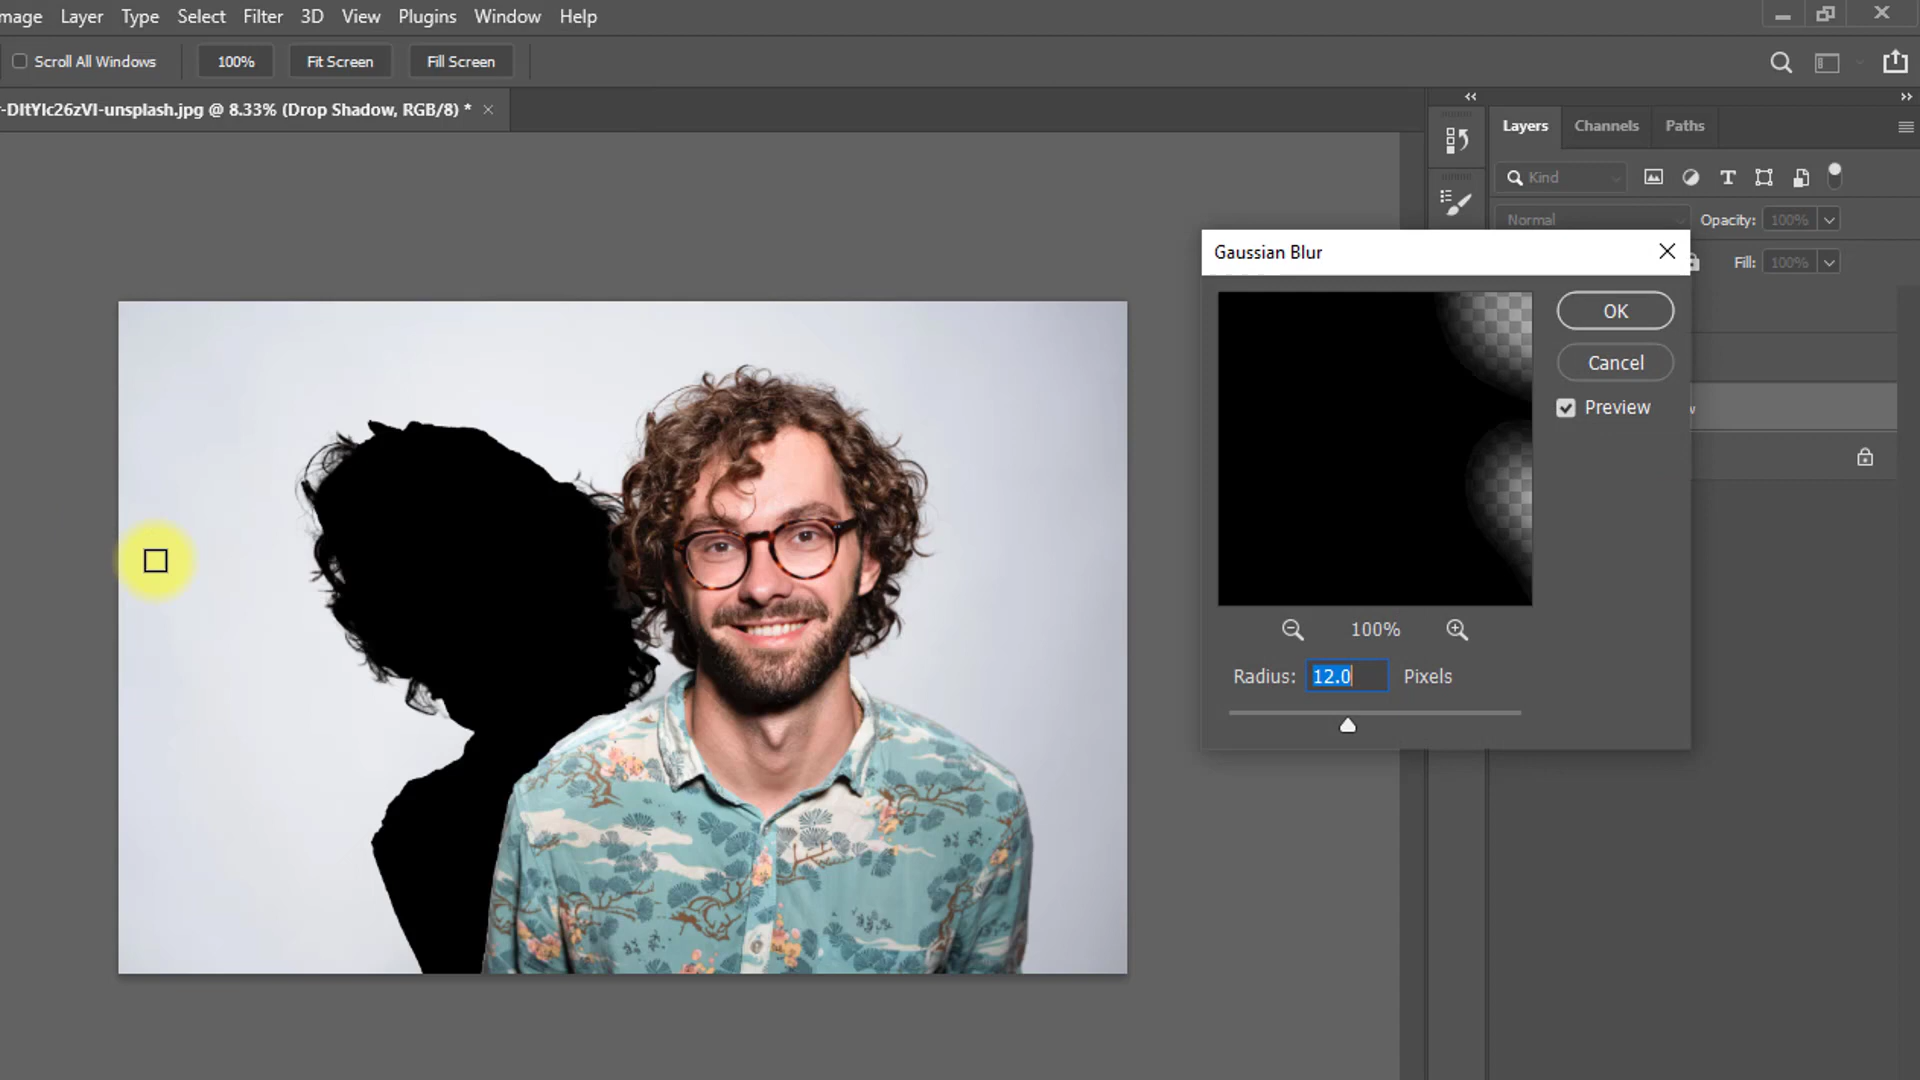 mage Layer Type Select Filter 3D View Plugins Window Help
Scroll All Windows 100% Fit Screen Fill Screen
-DItYlc26zVI-unsplash.jpg @ 8.33% (Drop Shadow, RGB/8) *
Layers Channels Paths
Kind
Normal Opacity: 100%
Gaussian Blur
Fill: 100%
OK
Cancel
Preview
w
100%
Radius: 12.0 Pixels